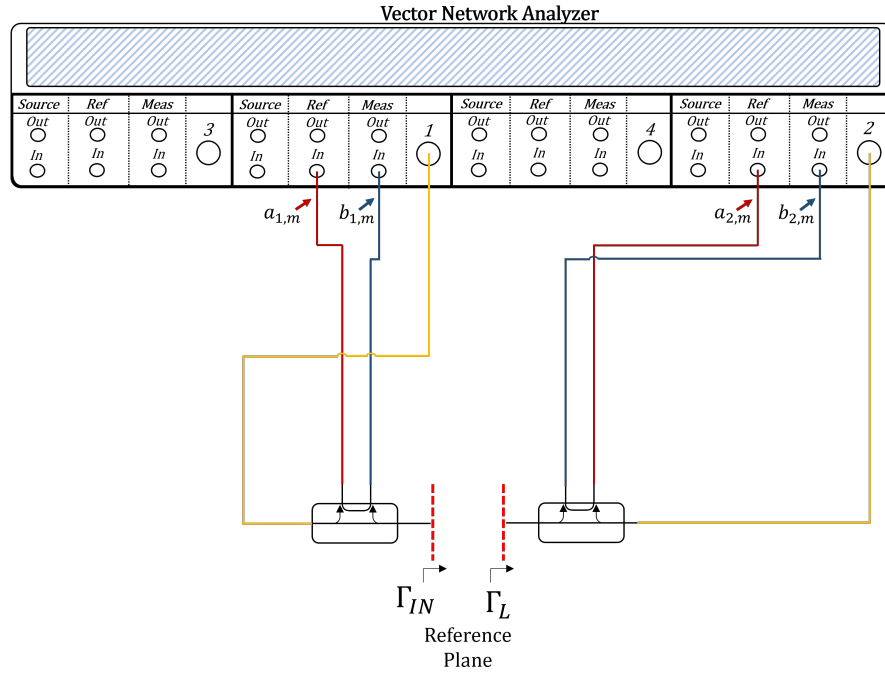 Vector Network Analyzer
Source Ref Meas Source Ref Meas Source Ref Meas Source Ref Meas
Out Out Out 3 Out Out Out 1 Out Out Out 4 Out Out Out 2
In In In In In In In In In In In In
a1,m b1,m a2,m b2,m
ΓIN ΓL
Reference
Plane